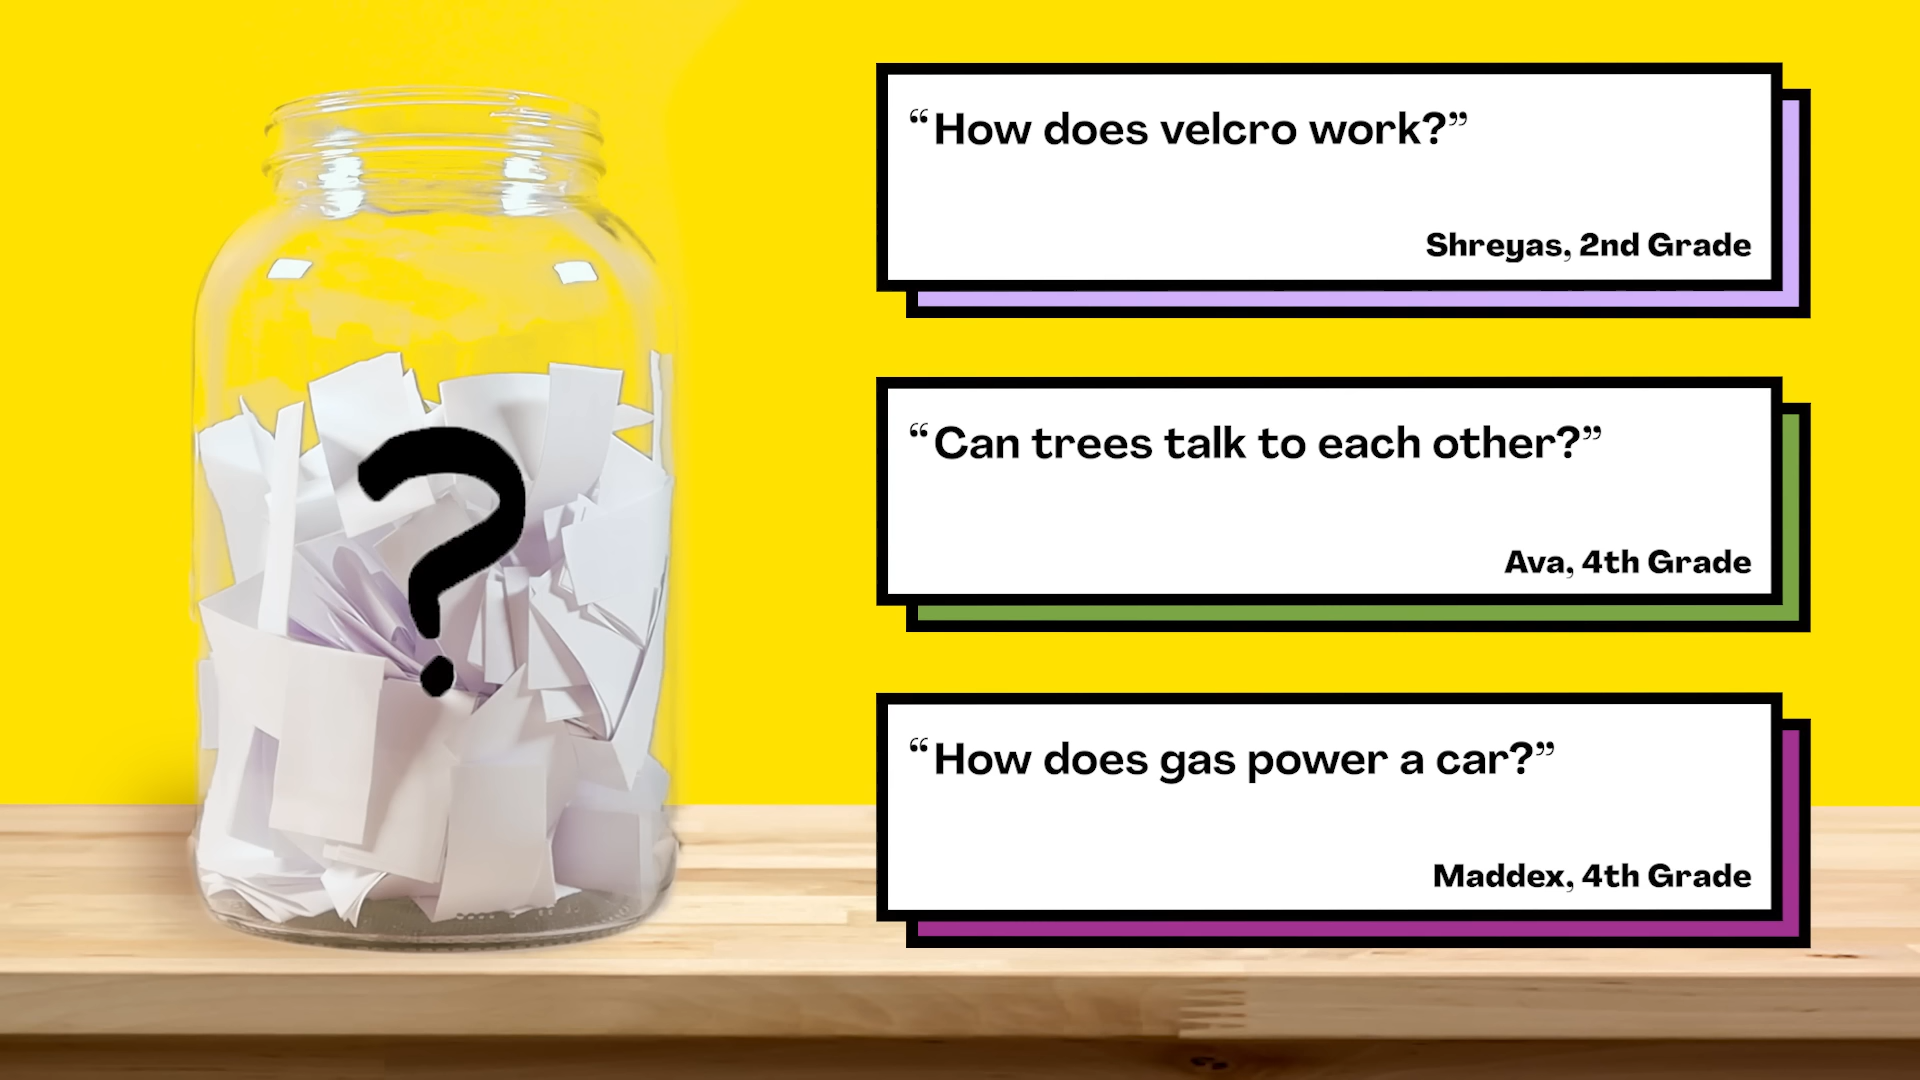 ?
“How does velcro work?”
Shreyas, 2nd Grade
“Can trees talk to each other?”
Ava, 4th Grade
“How does gas power a car?”
Maddex, 4th Grade